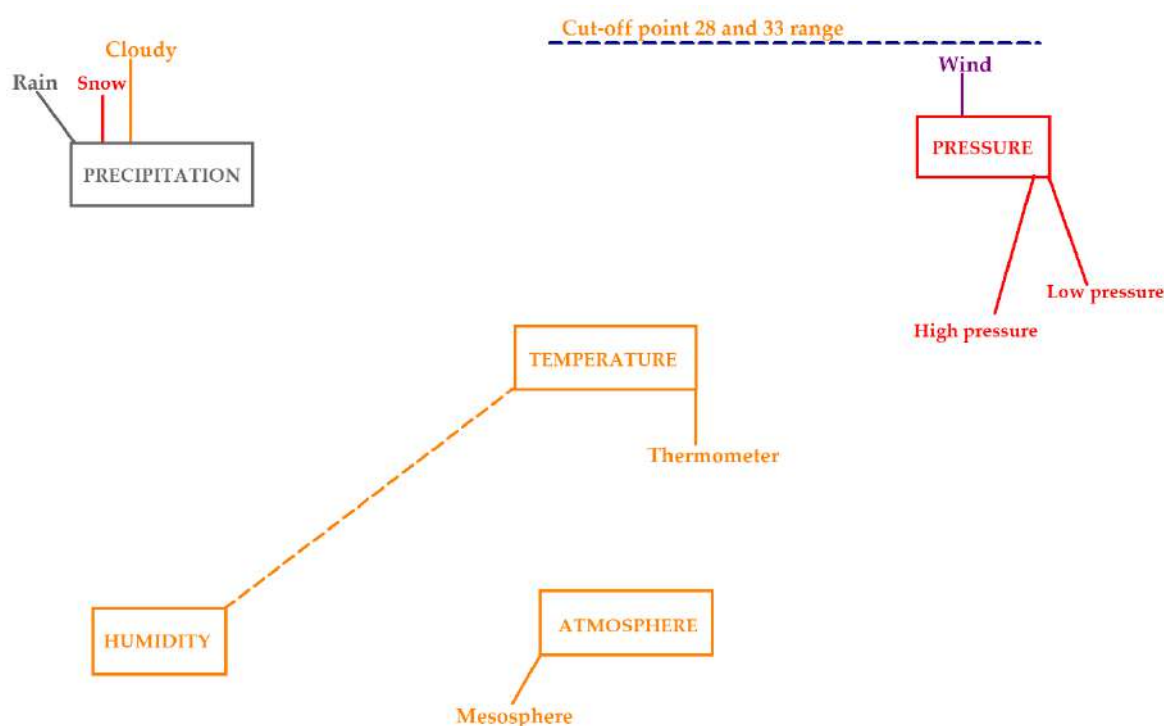 Cut-off point 28 and 33 range
Cloudy
Wind
Rain
Snow
PRESSURE
PRECIPITATION
Low pressure
High pressure
TEMPERATURE
Thermometer
HUMIDITY
ATMOSPHERE
Mesosphere